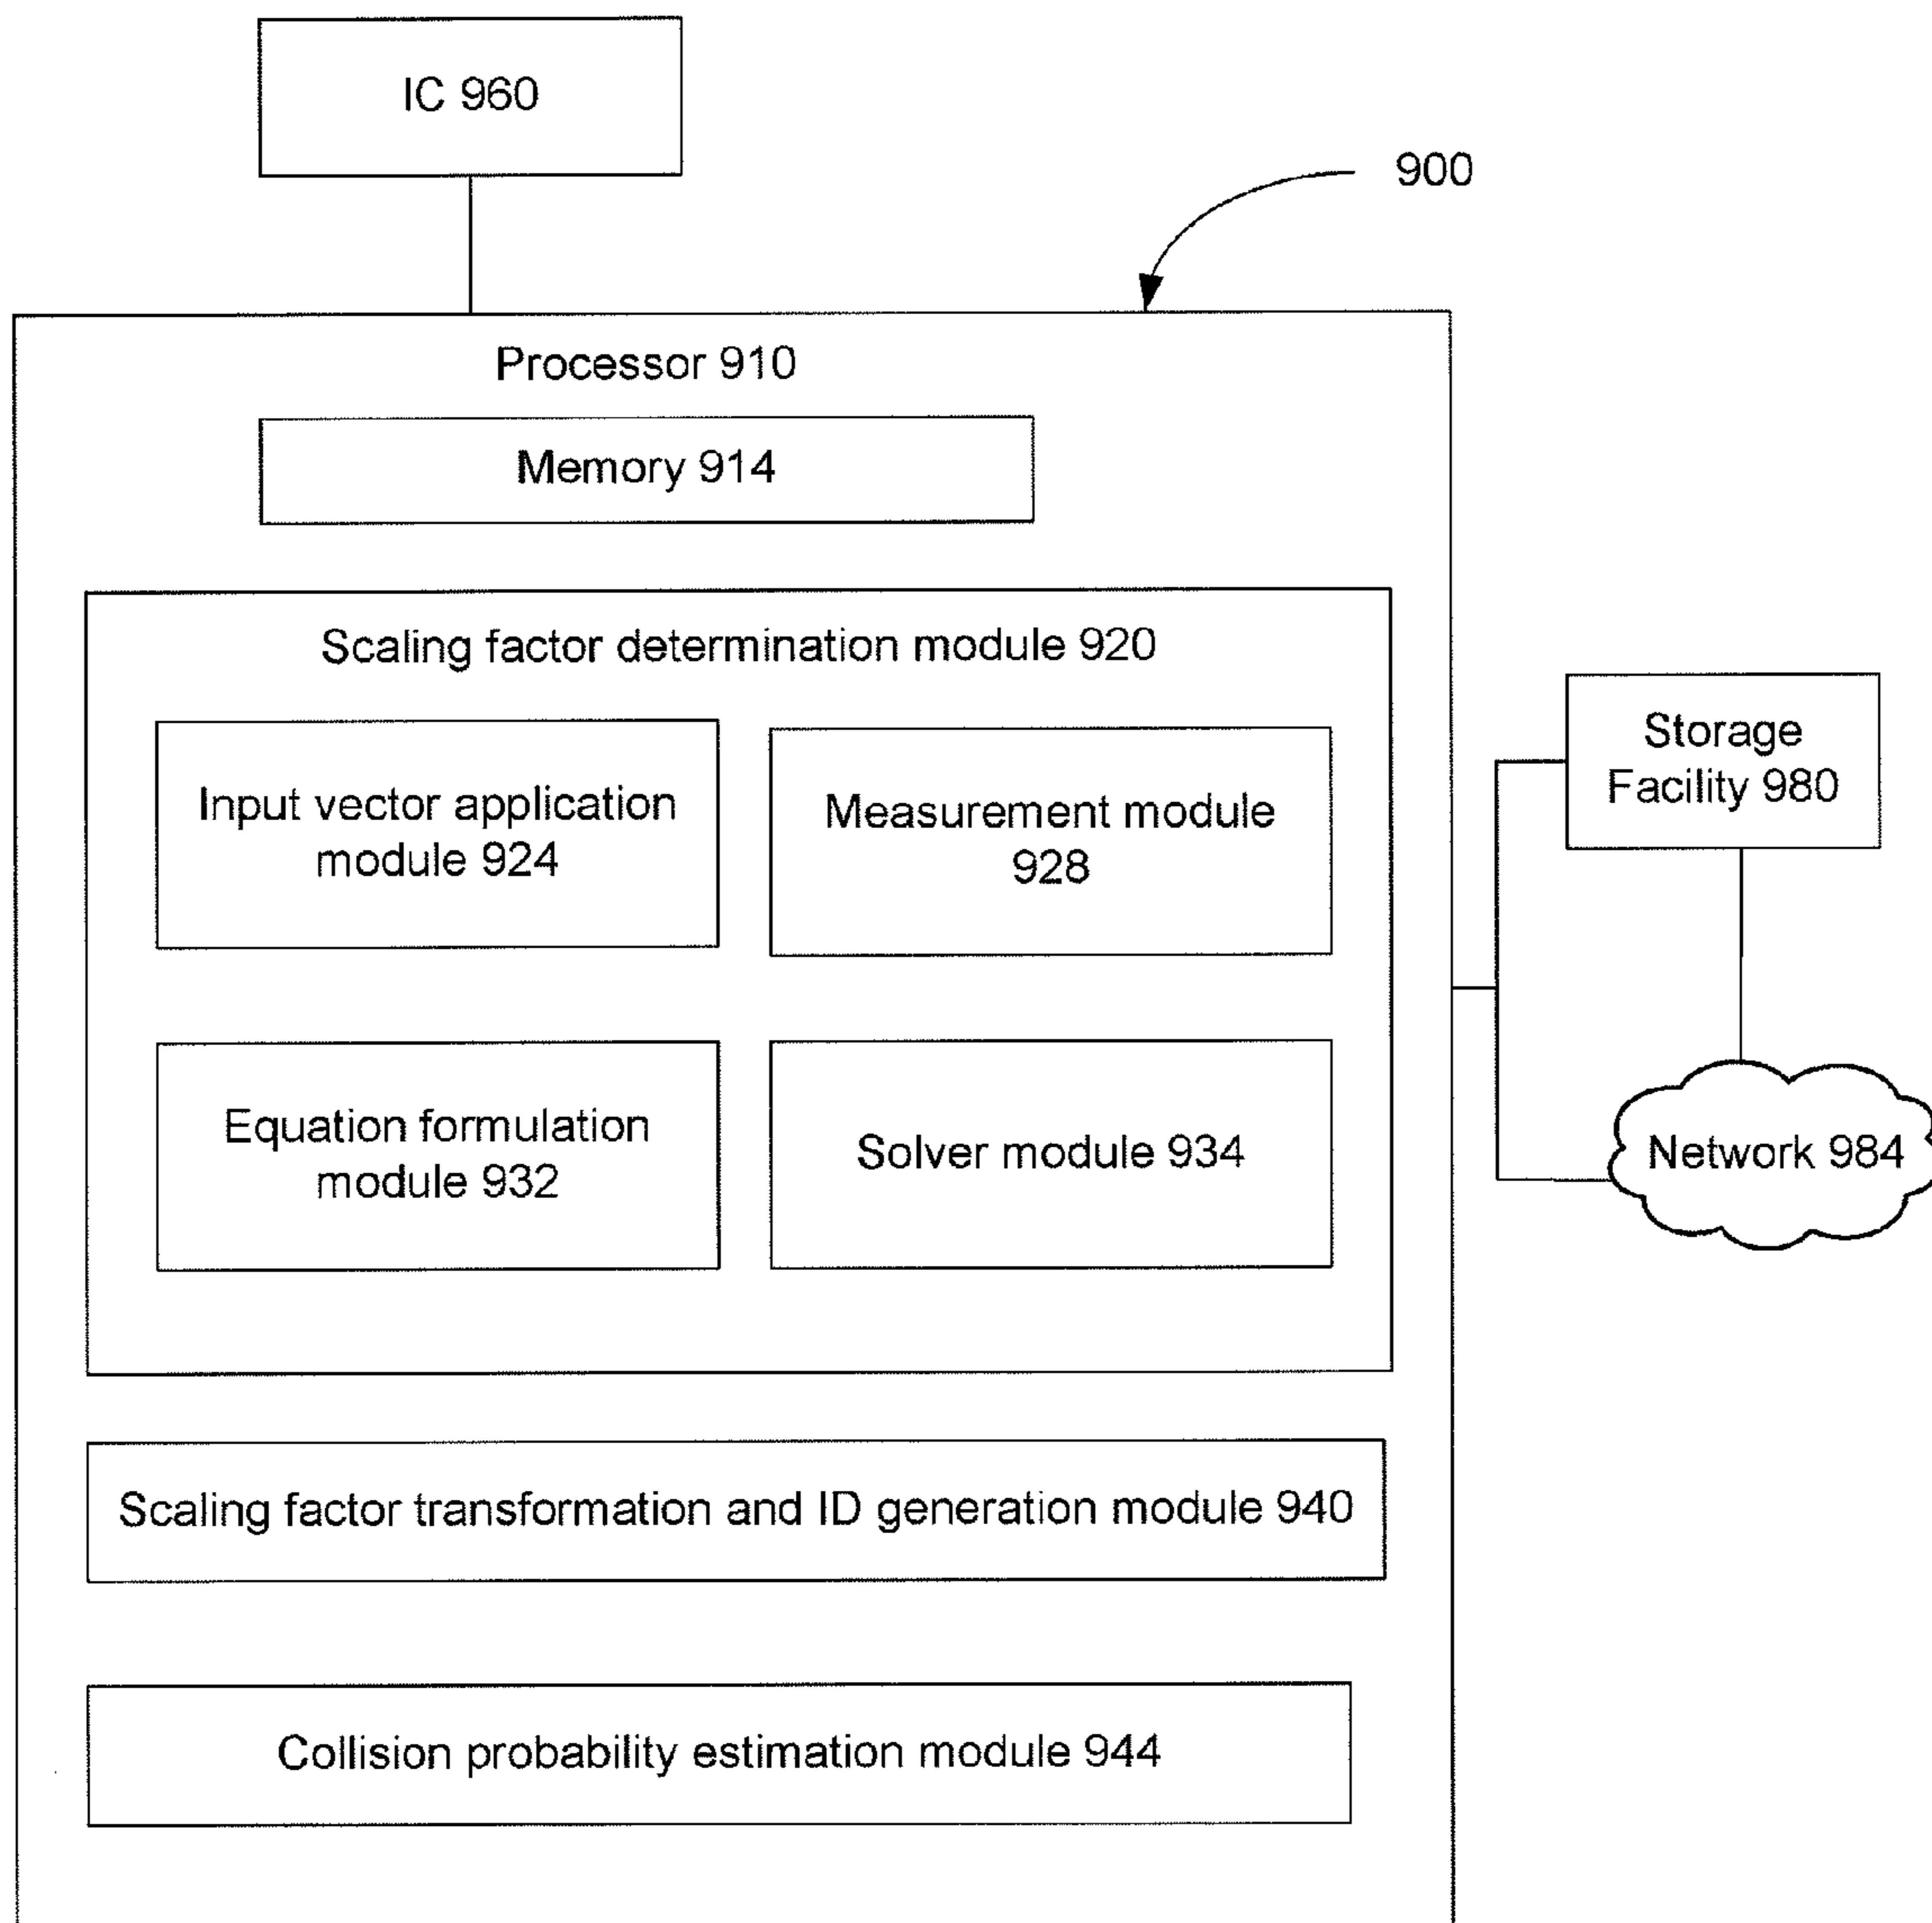 IC 960
900
Processor 910
Memory 914
Scaling factor determination module 920
Input vector application
module 924
Measurement module
928
Equation formulation
module 932
Solver module 934
Storage
Facility 980
Network 984
Scaling factor transformation and ID generation module 940
Collision probability estimation module 944